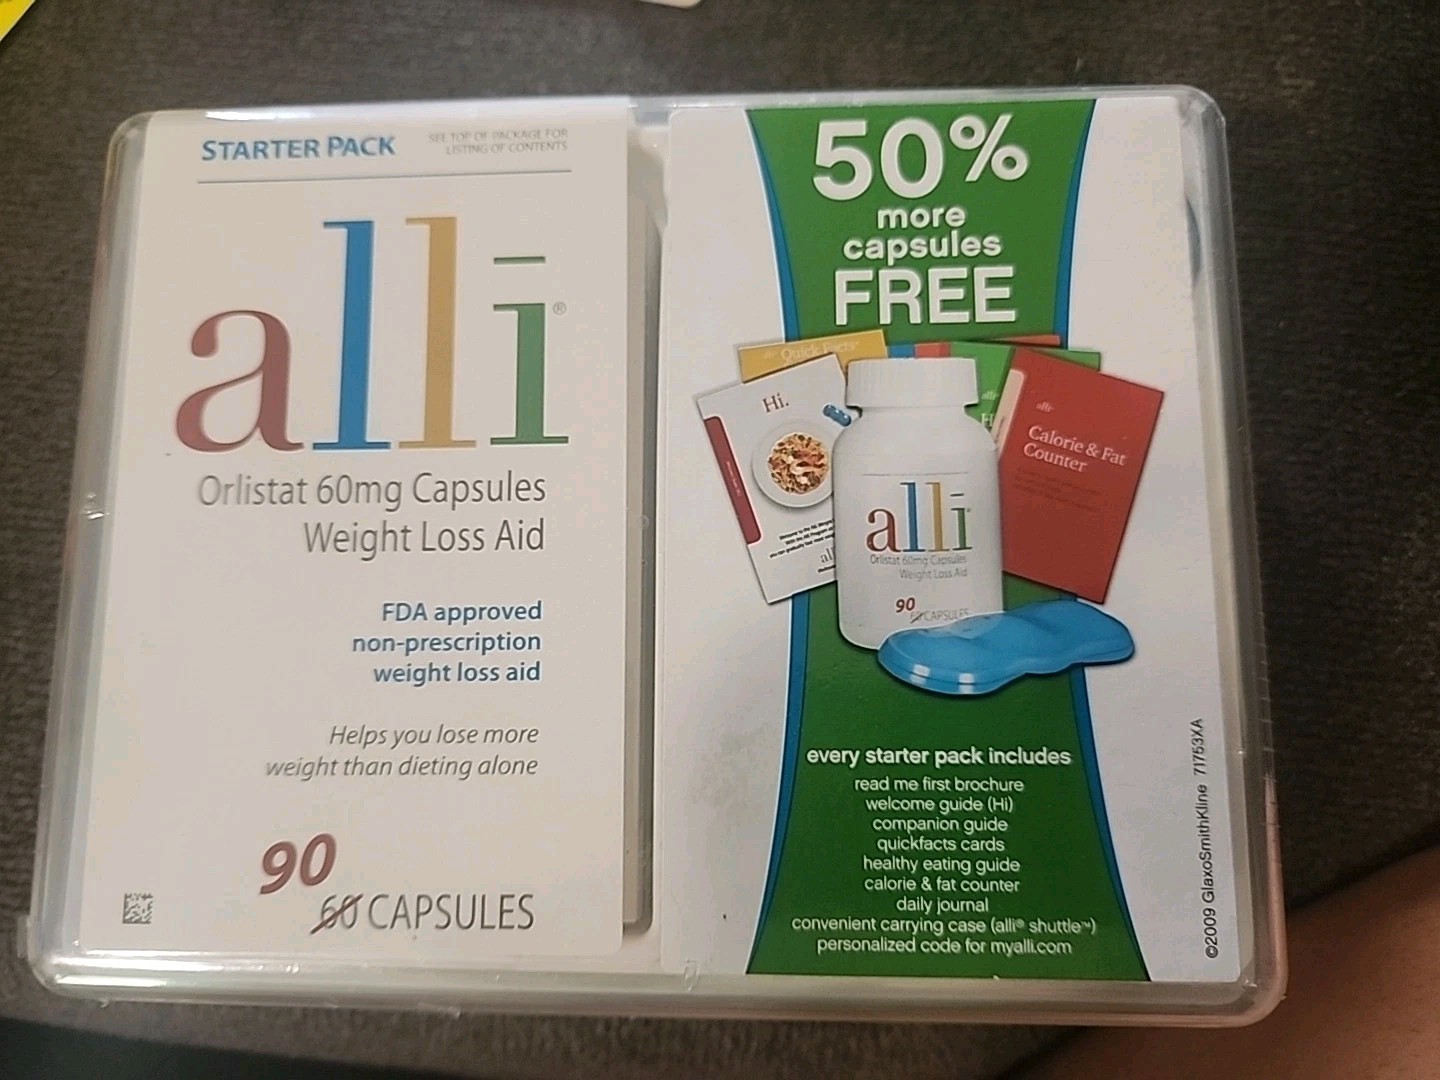 STARTER PACK
SEE TOP OF PACKAGE FOR
LISTING OF CONTENTS
alli®
Orlistat 60mg Capsules
Weight Loss Aid
FDA approved
non-prescription
weight loss aid
Helps you lose more
weight than dieting alone
90
60 CAPSULES
50%
more
capsules
FREE
alli Quick Facts
Hi.
alli
Calorie & Fat
Counter
alli
Orlistat 60mg Capsules
Weight Loss Aid
90
60 CAPSULES
every starter pack includes
read me first brochure
welcome guide (Hi)
companion guide
quickfacts cards
healthy eating guide
calorie & fat counter
daily journal
convenient carrying case (alli® shuttle™)
personalized code for myalli.com
©2009 GlaxoSmithKline 71753XA